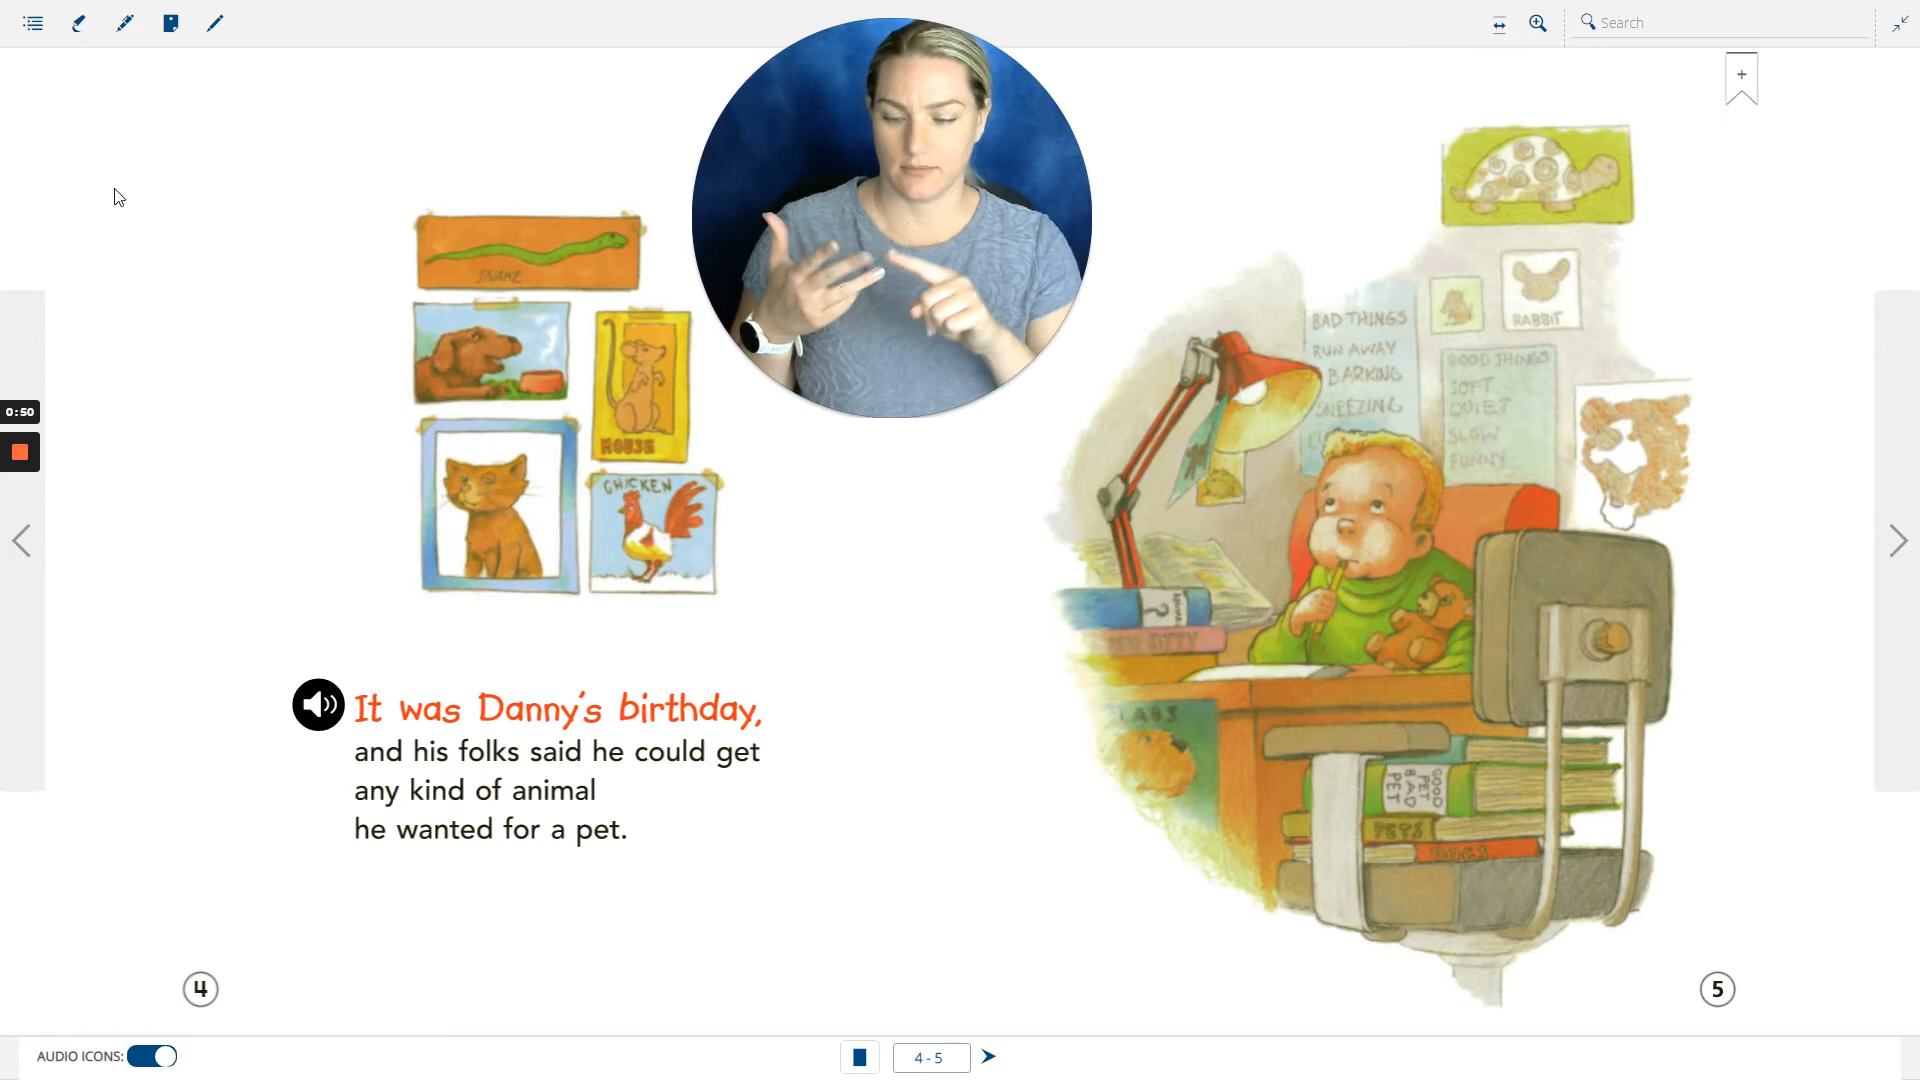 Search
+
0:50
SNAKE
MOUSE
CHICKEN
It was Danny's birthday,
and his folks said he could get
any kind of animal
he wanted for a pet.
4
BAD THINGS
RUN AWAY
BARKING
SNEEZING
RABBIT
GOOD THINGS
SOFT
QUIET
SLOW
FUNNY
?
KITTY
LABS
GOOD
PET
BAD
PET
PETS
DOGS
5
AUDIO ICONS:
4 - 5